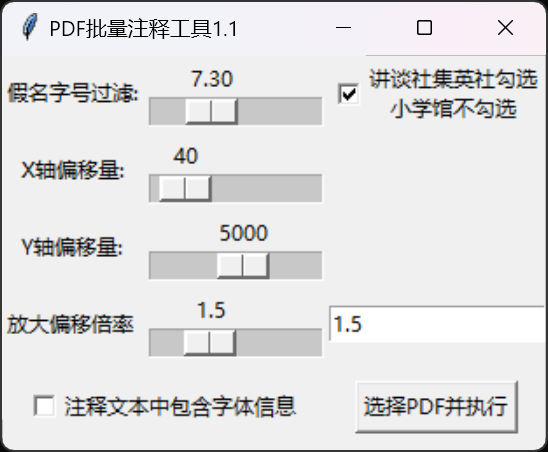 PDF批量注释工具1.1
假名字号过滤:
7.30
讲谈社集英社勾选
小学馆不勾选
X轴偏移量:
40
Y轴偏移量:
5000
放大偏移倍率
1.5
1.5
注释文本中包含字体信息
选择PDF并执行